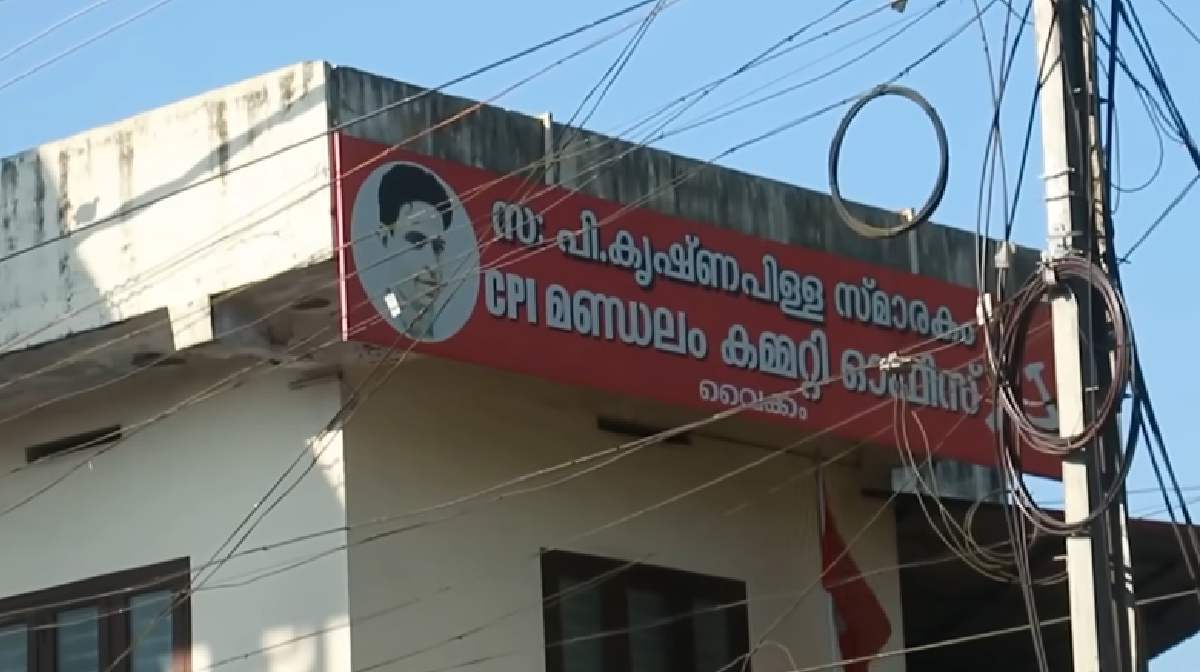 സ: പി.കൃഷ്ണപിള്ള സ്മാരകം
CPI മണ്ഡലം കമ്മറ്റി ഓഫീസ്
വൈക്കം